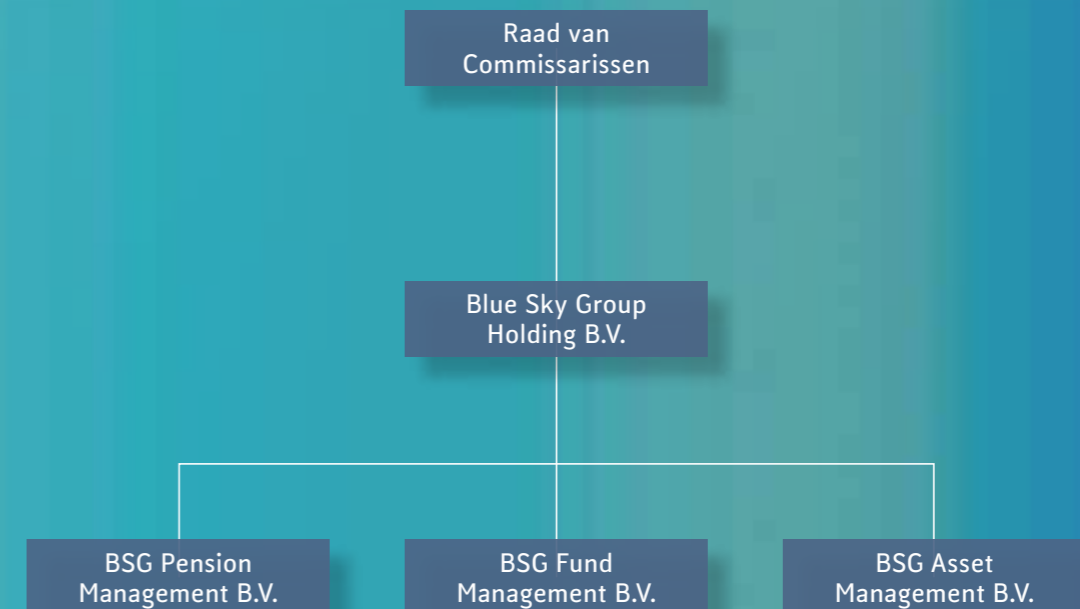 Raad van
Commissarissen
Blue Sky Group
Holding B.V.
BSG Pension
Management B.V.
BSG Fund
Management B.V.
BSG Asset
Management B.V.